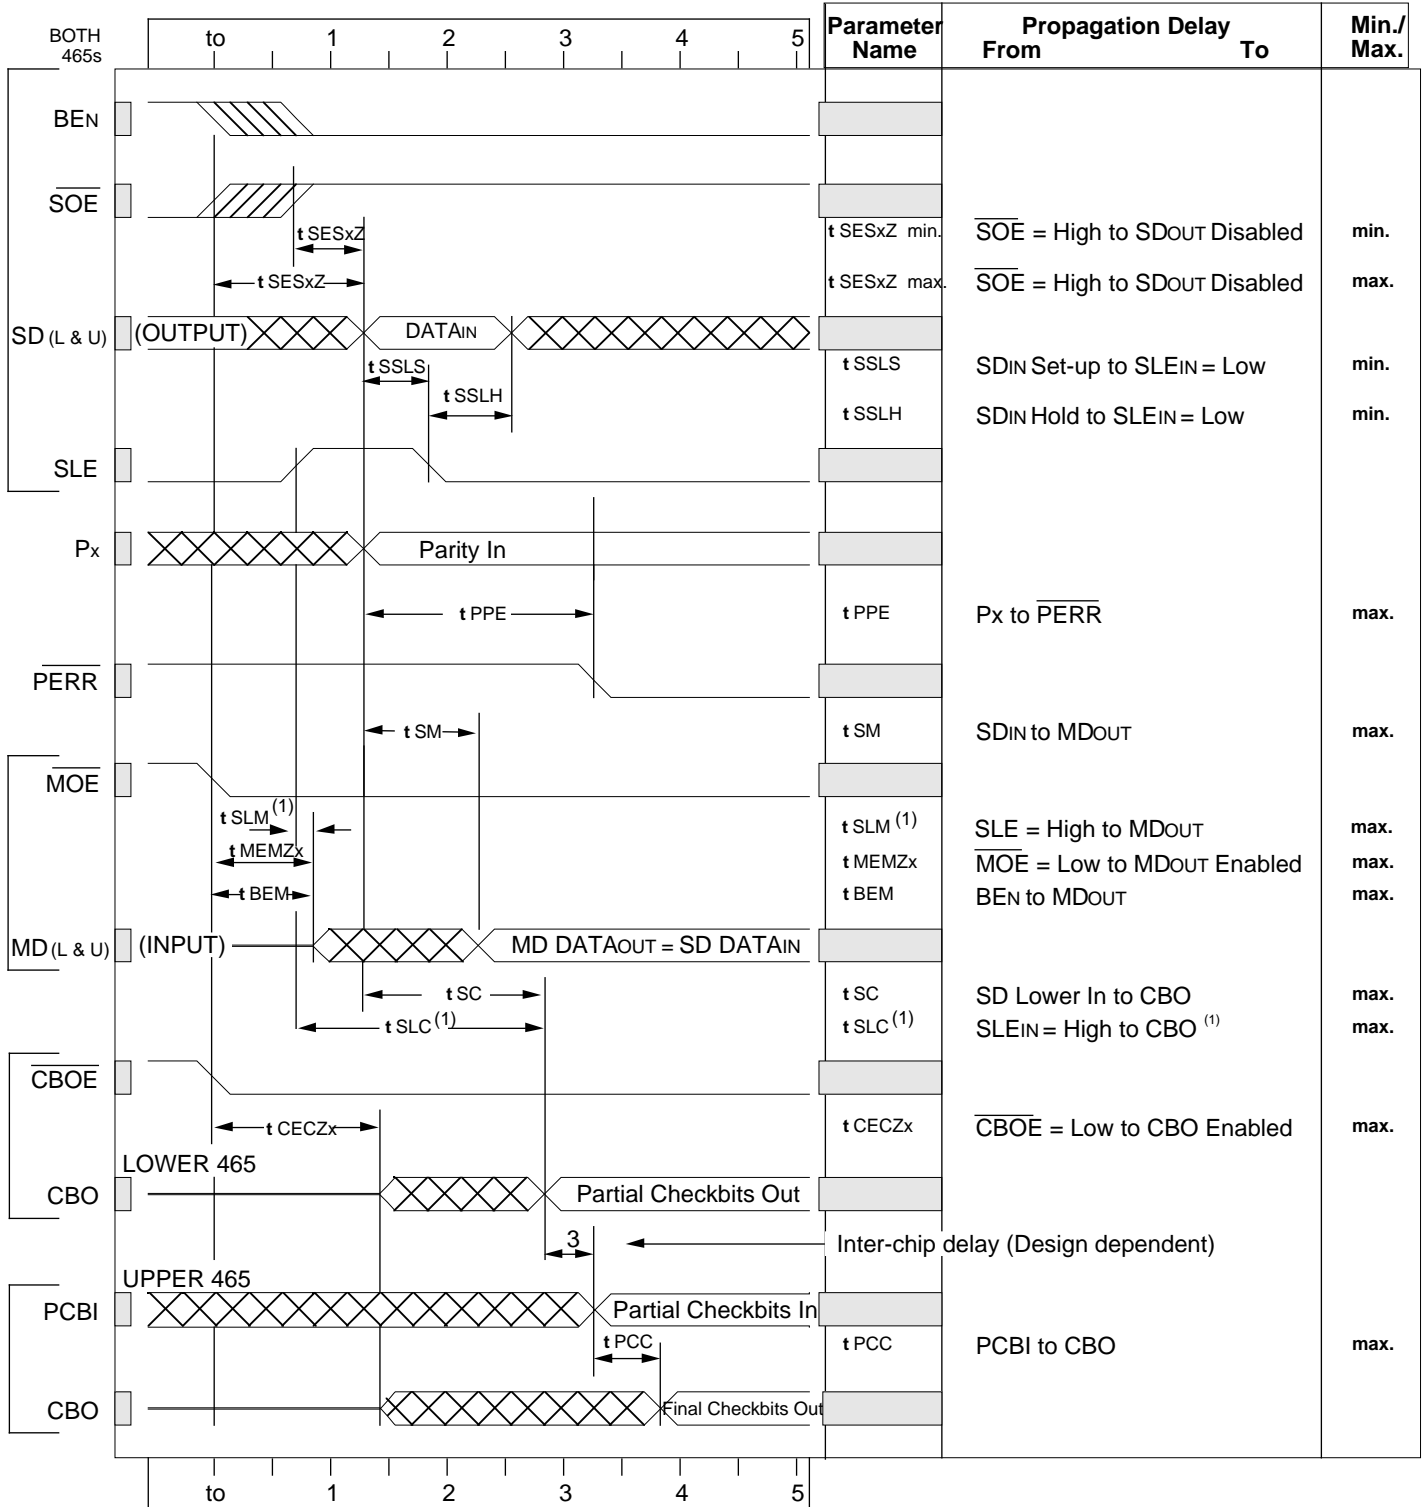 BOTH 465s
to 1 2 3 4 5
Parameter Name
Propagation Delay
From To
Min./ Max.
BEN
SOE
t SESxZ
t SESxZ min. SOE = High to SDOUT Disabled min.
t SESxZ
t SESxZ max. SOE = High to SDOUT Disabled max.
SD (L & U) (OUTPUT) DATAIN
t SSLS
t SSLS SDIN Set-up to SLEIN = Low min.
t SSLH
t SSLH SDIN Hold to SLEIN = Low min.
SLE
Px Parity In
t PPE
t PPE Px to PERR max.
PERR
t SM
t SM SDIN to MDOUT max.
MOE
t SLM (1)
t SLM (1) SLE = High to MDOUT max.
t MEMZx
t MEMZx MOE = Low to MDOUT Enabled max.
t BEM
t BEM BEN to MDOUT max.
MD (L & U) (INPUT) MD DATAOUT = SD DATAIN
t SC
t SC SD Lower In to CBO max.
t SLC (1)
t SLC (1) SLEIN = High to CBO (1) max.
CBOE
t CECZx
t CECZx CBOE = Low to CBO Enabled max.
LOWER 465
CBO Partial Checkbits Out
3
Inter-chip delay (Design dependent)
UPPER 465
PCBI Partial Checkbits In
t PCC
t PCC PCBI to CBO max.
CBO Final Checkbits Out
to 1 2 3 4 5